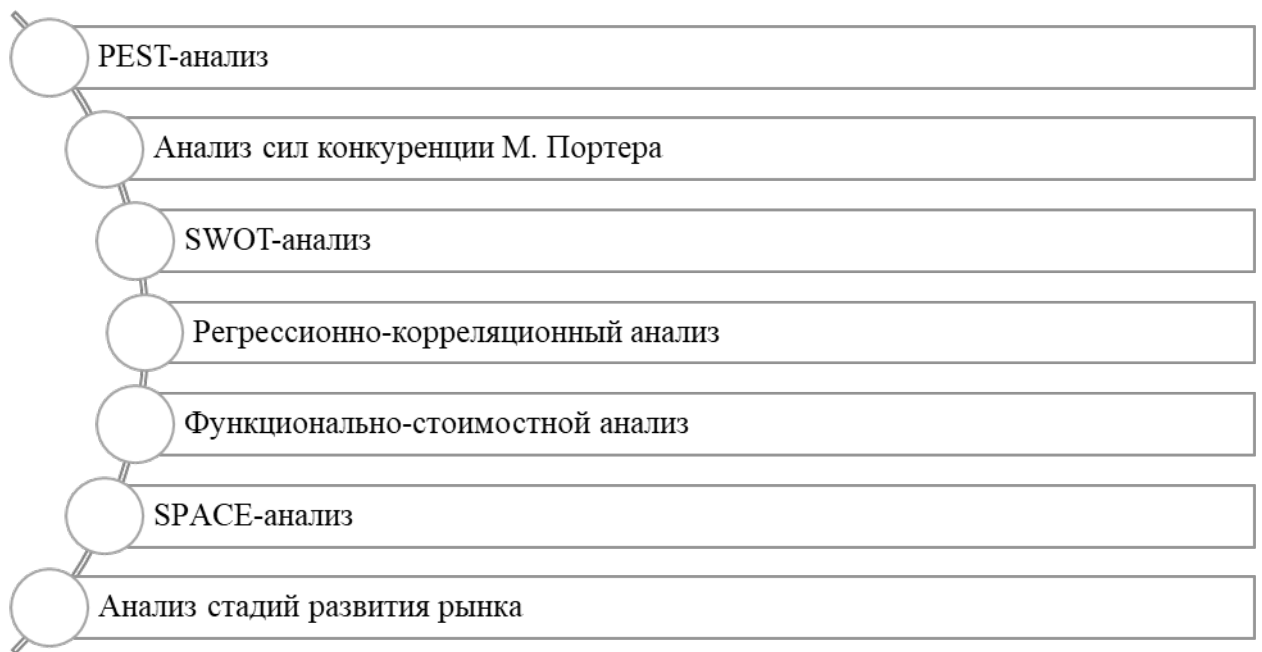 PEST-анализ
Анализ сил конкуренции М. Портера
SWOT-анализ
Регрессионно-корреляционный анализ
Функционально-стоимостной анализ
SPACE-анализ
Анализ стадий развития рынка